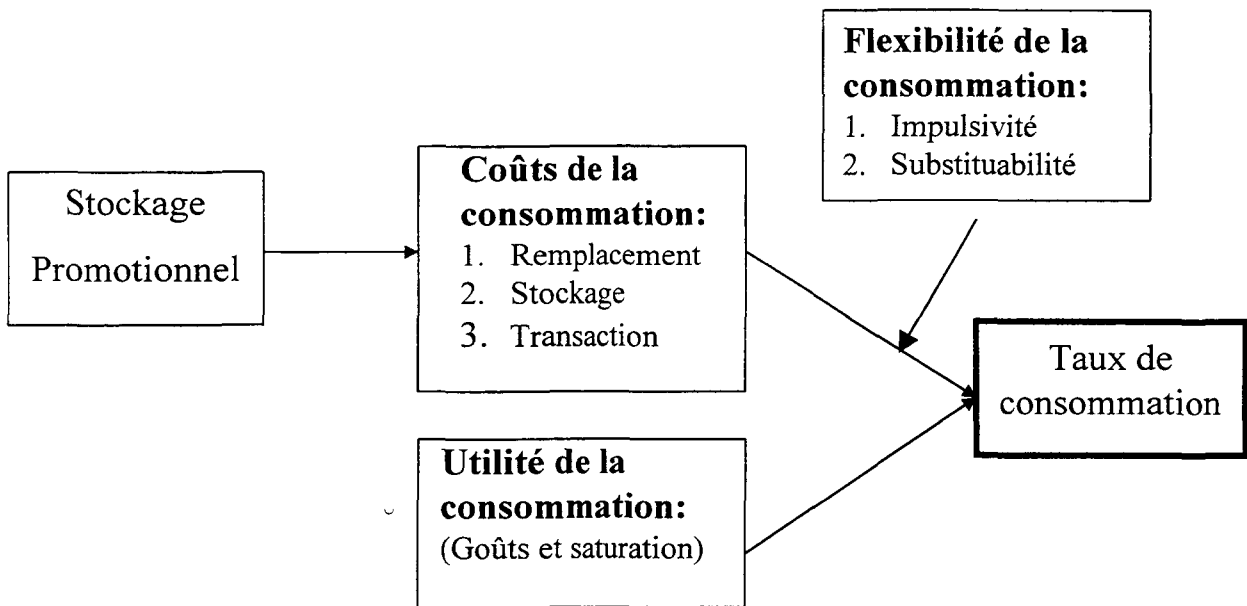 Flexibilité de la
consommation:
1. Impulsivité
2. Substituabilité
Stockage
Promotionnel
Coûts de la
consommation:
1. Remplacement
2. Stockage
3. Transaction
Taux de
consommation
Utilité de la
consommation:
(Goûts et saturation)